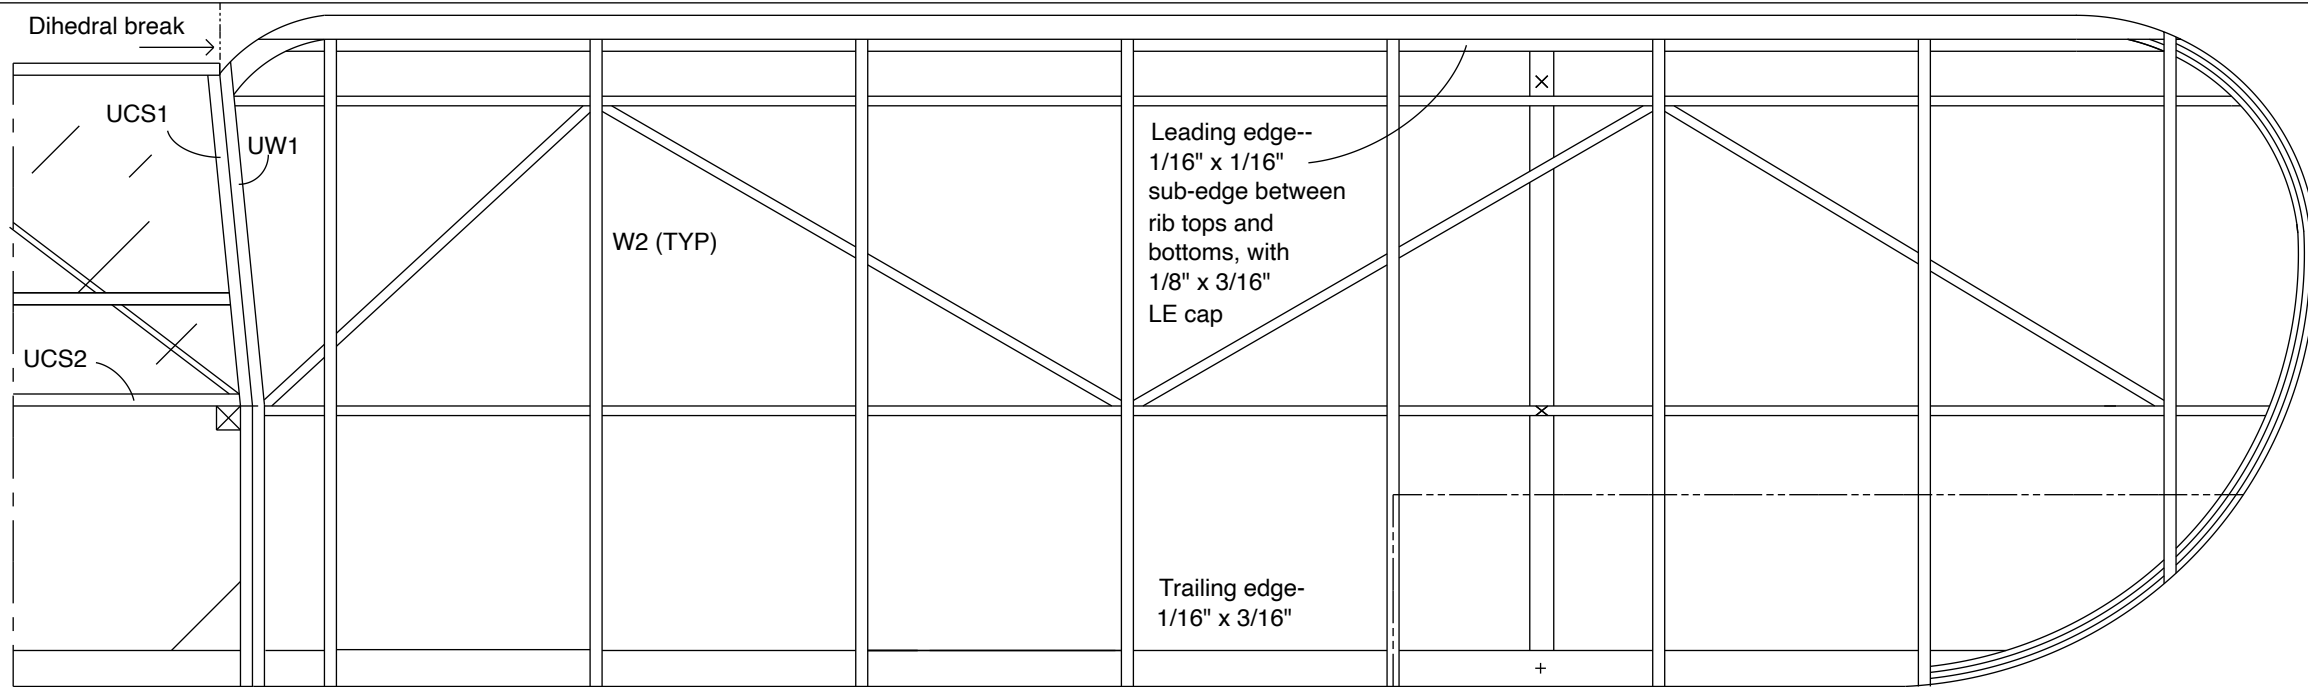 Dihedral break
UCS1
UW1
W2 (TYP)
Leading edge--
1/16" x 1/16"
sub-edge between
rib tops and
bottoms, with
1/8" x 3/16"
LE cap
UCS2
Trailing edge-
1/16" x 3/16"